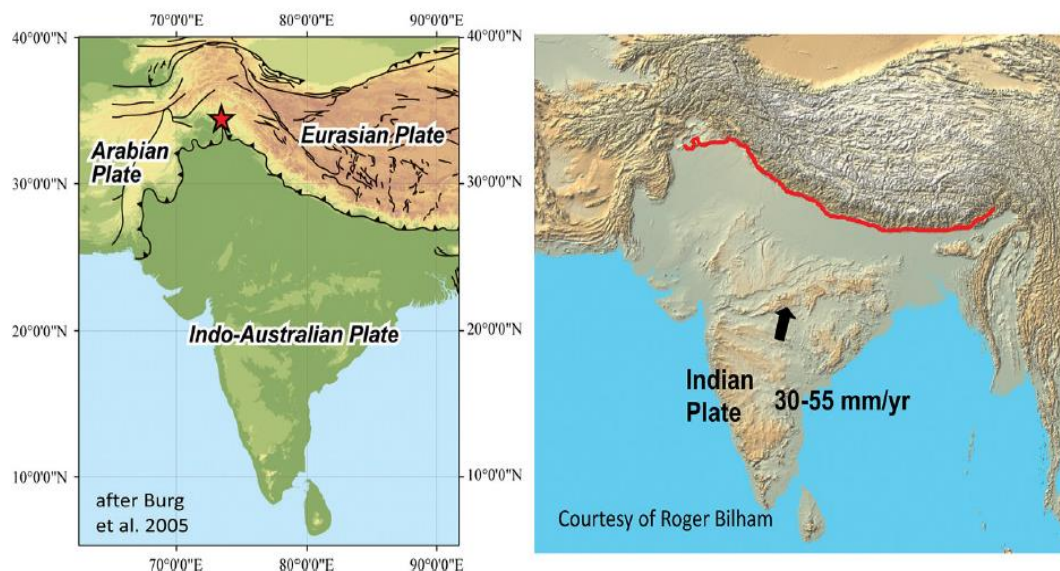 70°0'0"E 80°0'0"E 90°0'0"E
40°0'0"N
40°0'0"N
Eurasian Plate
Arabian
Plate
30°0'0"N
30°0'0"N
Indo-Australian Plate
20°0'0"N
20°0'0"N
10°0'0"N
10°0'0"N
after Burg
et al. 2005
70°0'0"E 80°0'0"E 90°0'0"E
Indian
Plate
30-55 mm/yr
Courtesy of Roger Bilham